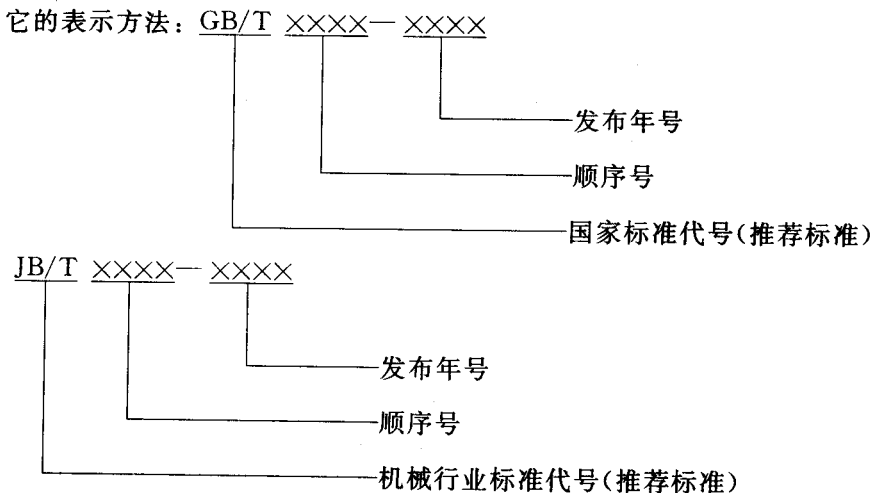 它的表示方法：GB/T ××××—××××
发布年号
顺序号
国家标准代号(推荐标准)
JB/T ××××—××××
发布年号
顺序号
机械行业标准代号(推荐标准)